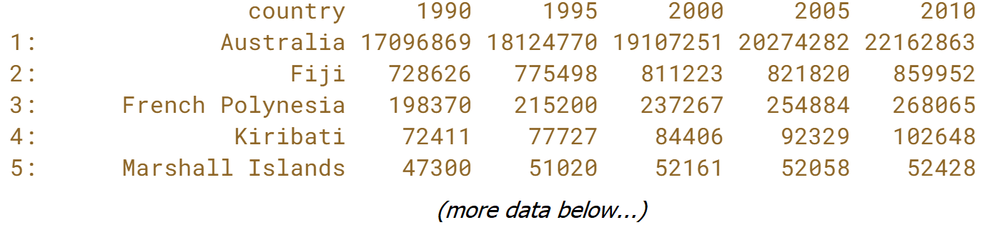 country 1990 1995 2000 2005 2010
1: Australia 17096869 18124770 19107251 20274282 22162863
2: Fiji 728626 775498 811223 821820 859952
3: French Polynesia 198370 215200 237267 254884 268065
4: Kiribati 72411 77727 84406 92329 102648
5: Marshall Islands 47300 51020 52161 52058 52428
(more data below...)